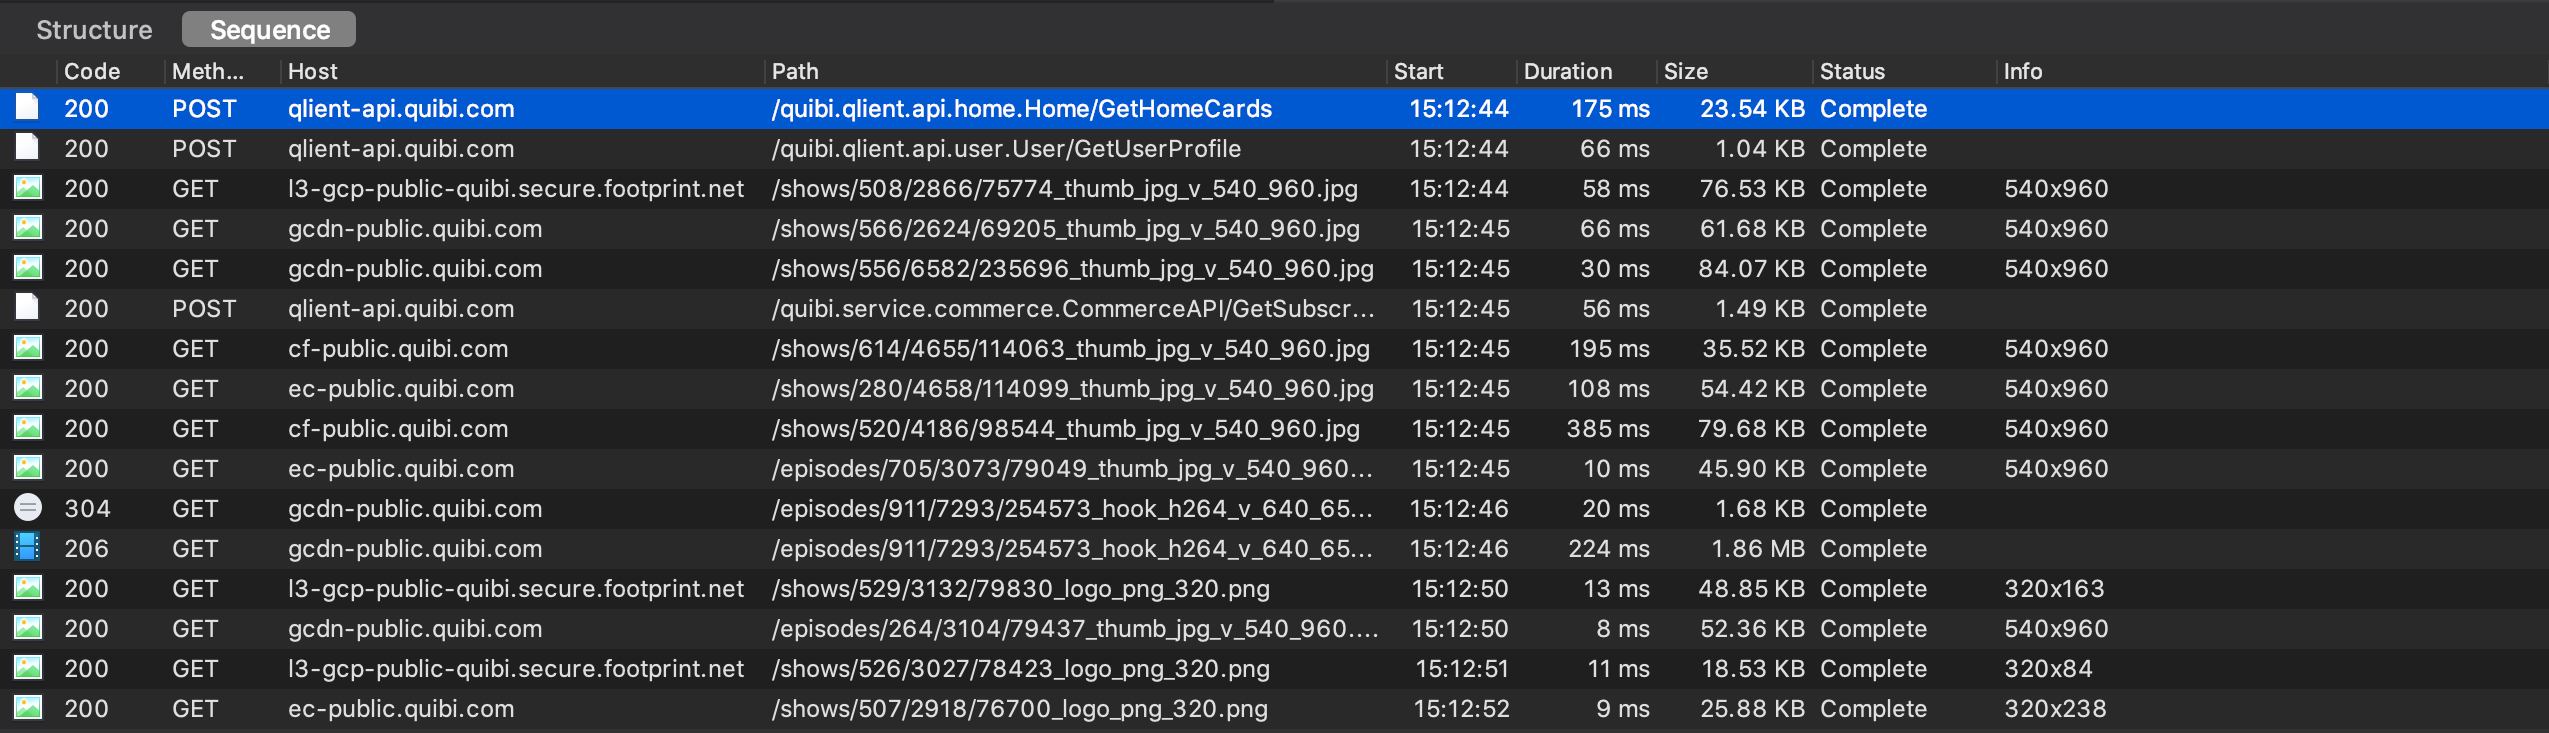 Structure Sequence
Code Meth... Host Path Start Duration Size Status Info
200 POST qlient-api.quibi.com /quibi.qlient.api.home.Home/GetHomeCards 15:12:44 175 ms 23.54 KB Complete
200 POST qlient-api.quibi.com /quibi.qlient.api.user.User/GetUserProfile 15:12:44 66 ms 1.04 KB Complete
200 GET l3-gcp-public-quibi.secure.footprint.net /shows/508/2866/75774_thumb_jpg_v_540_960.jpg 15:12:44 58 ms 76.53 KB Complete 540x960
200 GET gcdn-public.quibi.com /shows/566/2624/69205_thumb_jpg_v_540_960.jpg 15:12:45 66 ms 61.68 KB Complete 540x960
200 GET gcdn-public.quibi.com /shows/556/6582/235696_thumb_jpg_v_540_960.jpg 15:12:45 30 ms 84.07 KB Complete 540x960
200 POST qlient-api.quibi.com /quibi.service.commerce.CommerceAPI/GetSubscr... 15:12:45 56 ms 1.49 KB Complete
200 GET cf-public.quibi.com /shows/614/4655/114063_thumb_jpg_v_540_960.jpg 15:12:45 195 ms 35.52 KB Complete 540x960
200 GET ec-public.quibi.com /shows/280/4658/114099_thumb_jpg_v_540_960.jpg 15:12:45 108 ms 54.42 KB Complete 540x960
200 GET cf-public.quibi.com /shows/520/4186/98544_thumb_jpg_v_540_960.jpg 15:12:45 385 ms 79.68 KB Complete 540x960
200 GET ec-public.quibi.com /episodes/705/3073/79049_thumb_jpg_v_540_960... 15:12:45 10 ms 45.90 KB Complete 540x960
304 GET gcdn-public.quibi.com /episodes/911/7293/254573_hook_h264_v_640_65... 15:12:46 20 ms 1.68 KB Complete
206 GET gcdn-public.quibi.com /episodes/911/7293/254573_hook_h264_v_640_65... 15:12:46 224 ms 1.86 MB Complete
200 GET l3-gcp-public-quibi.secure.footprint.net /shows/529/3132/79830_logo_png_320.png 15:12:50 13 ms 48.85 KB Complete 320x163
200 GET gcdn-public.quibi.com /episodes/264/3104/79437_thumb_jpg_v_540_960.... 15:12:50 8 ms 52.36 KB Complete 540x960
200 GET l3-gcp-public-quibi.secure.footprint.net /shows/526/3027/78423_logo_png_320.png 15:12:51 11 ms 18.53 KB Complete 320x84
200 GET ec-public.quibi.com /shows/507/2918/76700_logo_png_320.png 15:12:52 9 ms 25.88 KB Complete 320x238